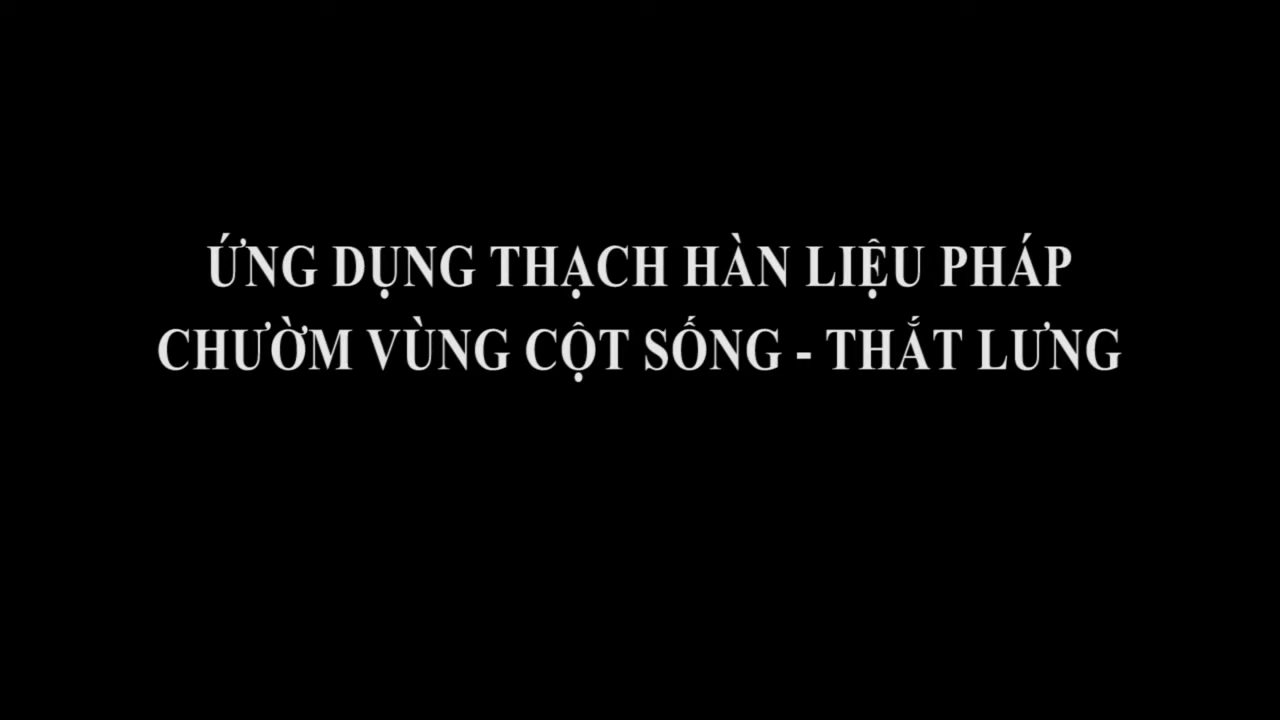 ỨNG DỤNG THẠCH HÀN LIỆU PHÁP
CHƯỜM VÙNG CỘT SỐNG - THẮT LƯNG